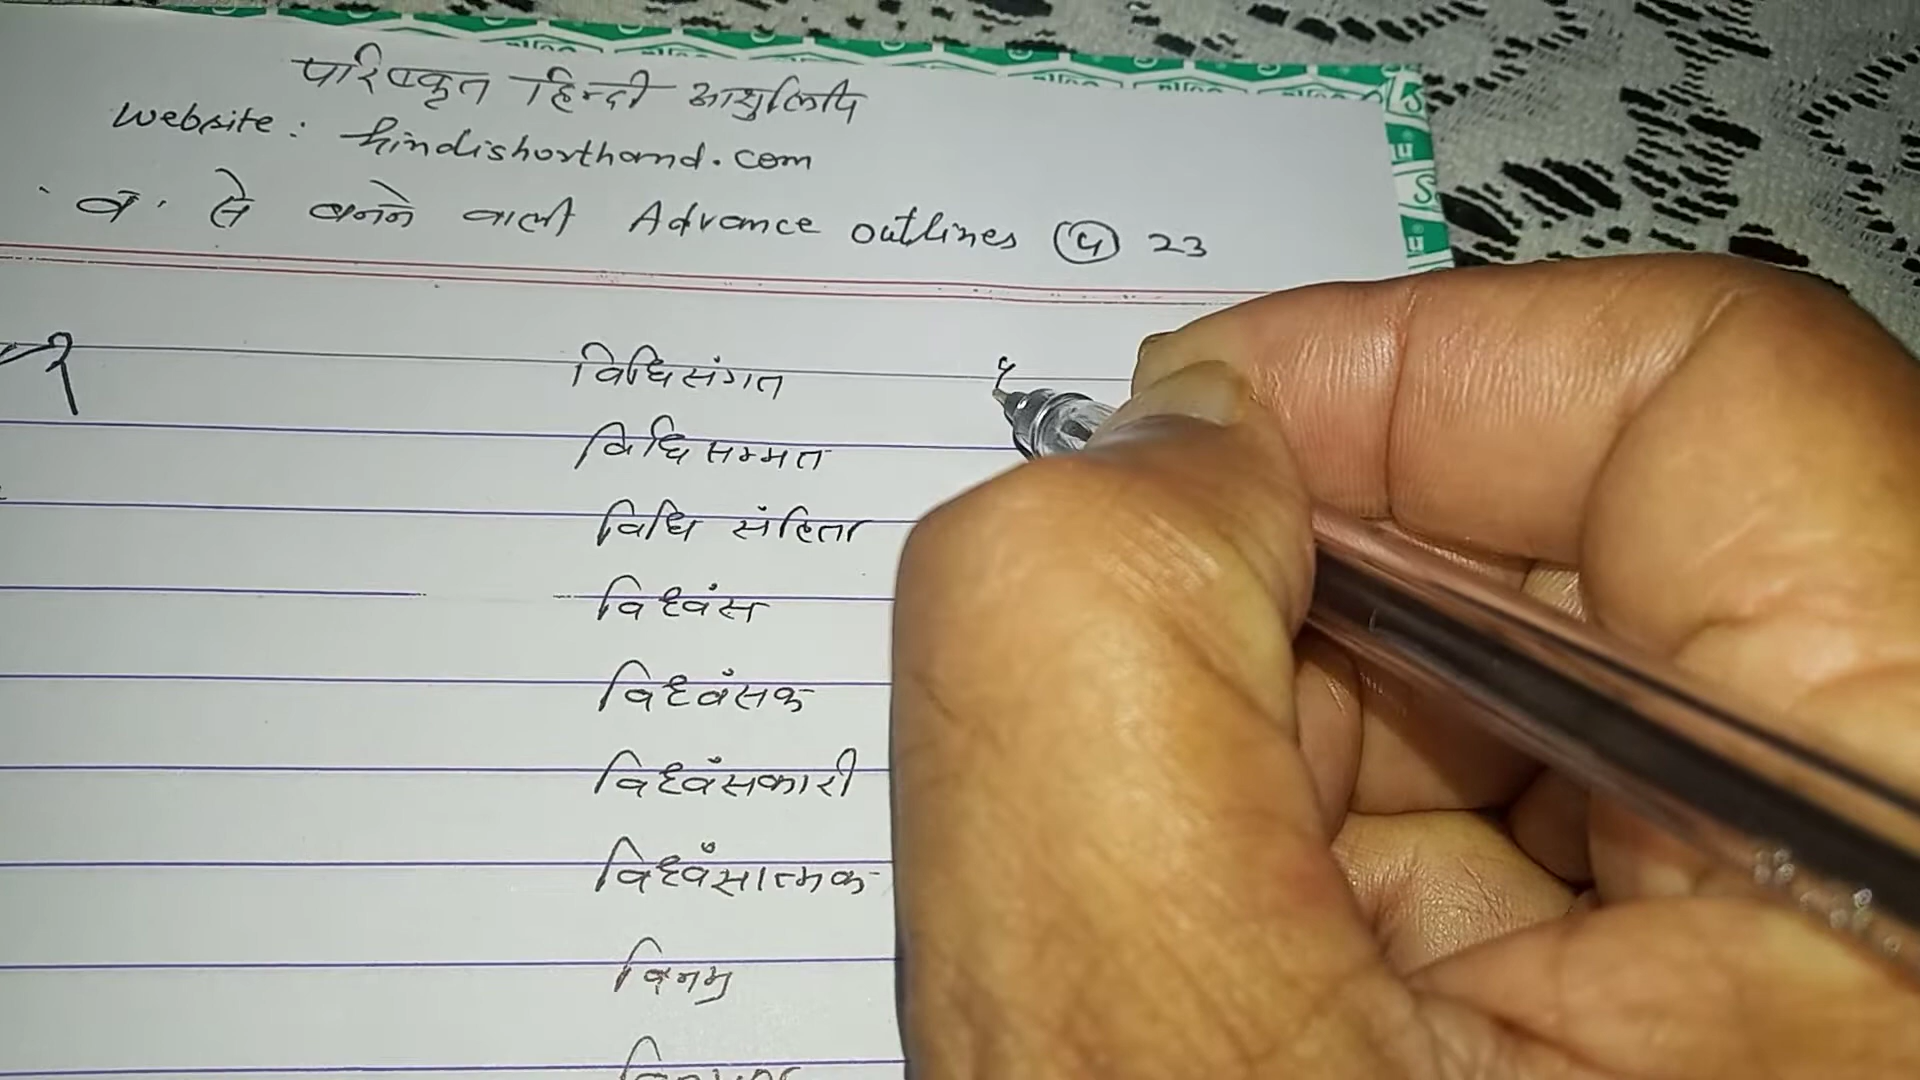 परिष्कृत हिन्दी आशुलिपि
Website : hindishorthand.com
'व' से बनने वाली Advance outlines (4) 23
विधिसंगत
विधि सम्मत
विधि संहिता
विध्वंस
विध्वंसक
विध्वंसकारी
विध्वंसात्मक
विनम्र